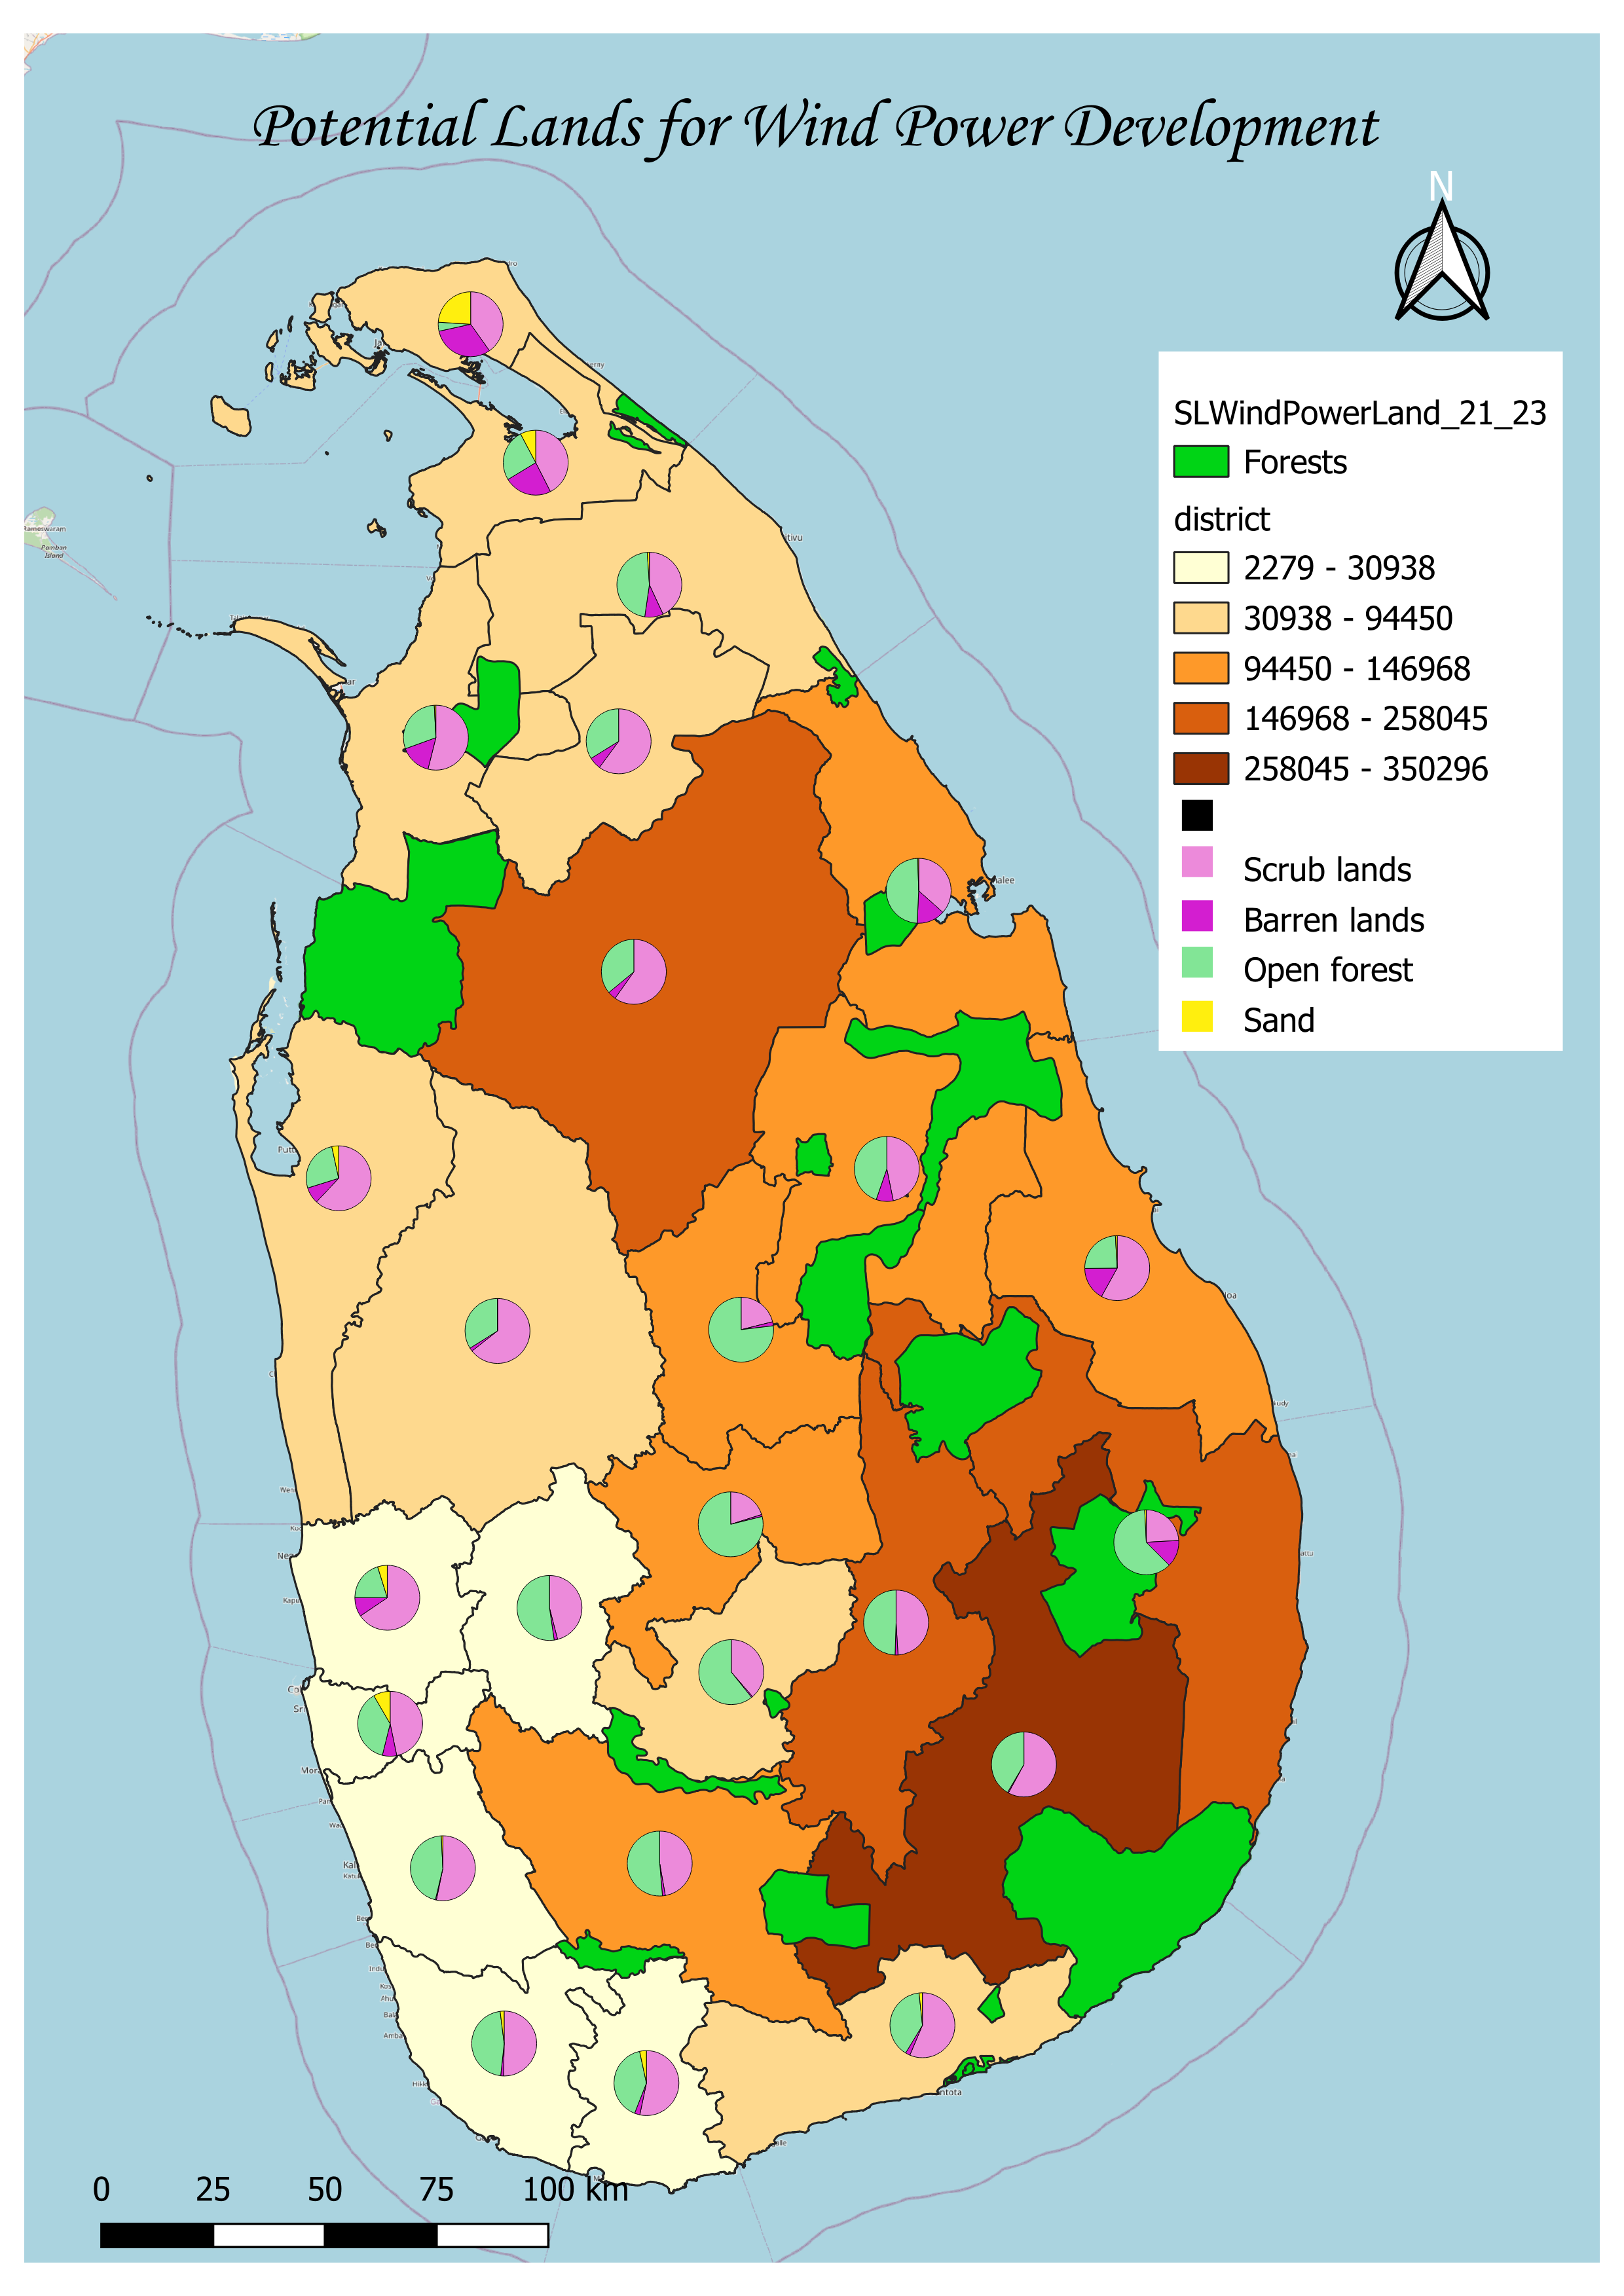 Potential Lands for Wind Power Development
N
SLWindPowerLand_21_23
Forests
district
2279 - 30938
30938 - 94450
94450 - 146968
146968 - 258045
258045 - 350296
Scrub lands
Barren lands
Open forest
Sand
Rameswaram
Pamban
Island
0 25 50 75 100 km